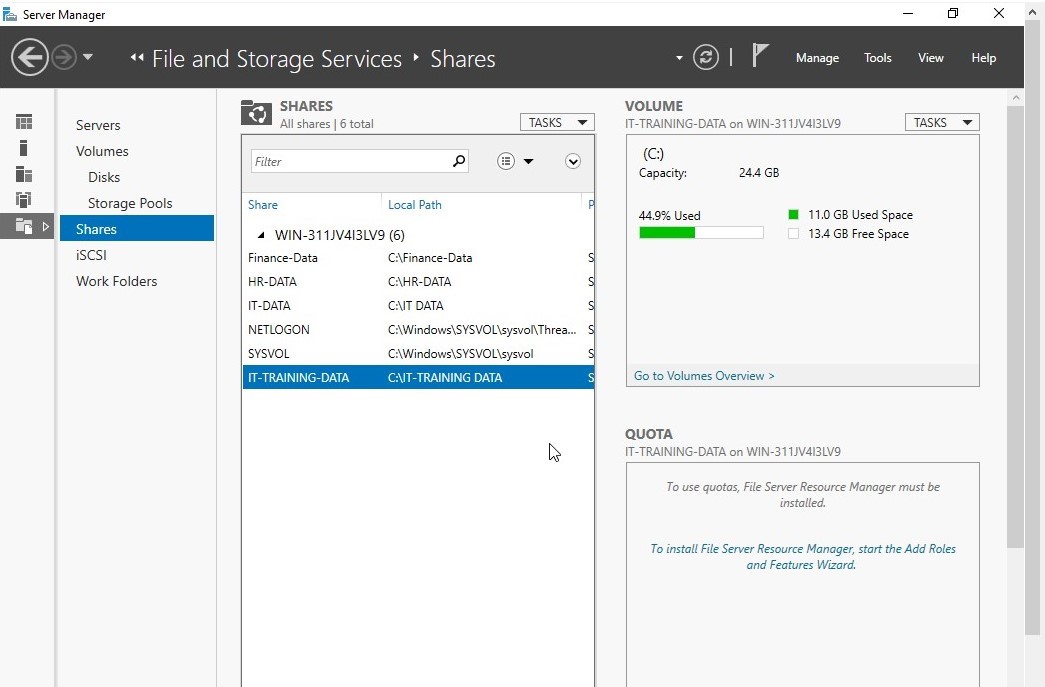 Server Manager
File and Storage Services Shares
Manage Tools View Help
Servers
Volumes
Disks
Storage Pools
Shares
iSCSI
Work Folders
SHARES
All shares | 6 total
TASKS
Filter
Share Local Path P
WIN-311JV4I3LV9 (6)
Finance-Data C:\Finance-Data S
HR-DATA C:\HR-DATA S
IT-DATA C:\IT DATA S
NETLOGON C:\Windows\SYSVOL\sysvol\Threa... S
SYSVOL C:\Windows\SYSVOL\sysvol S
IT-TRAINING-DATA C:\IT-TRAINING DATA S
VOLUME
IT-TRAINING-DATA on WIN-311JV4I3LV9
TASKS
(C:)
Capacity: 24.4 GB
44.9% Used
11.0 GB Used Space
13.4 GB Free Space
Go to Volumes Overview >
QUOTA
IT-TRAINING-DATA on WIN-311JV4I3LV9
To use quotas, File Server Resource Manager must be
installed.
To install File Server Resource Manager, start the Add Roles
and Features Wizard.